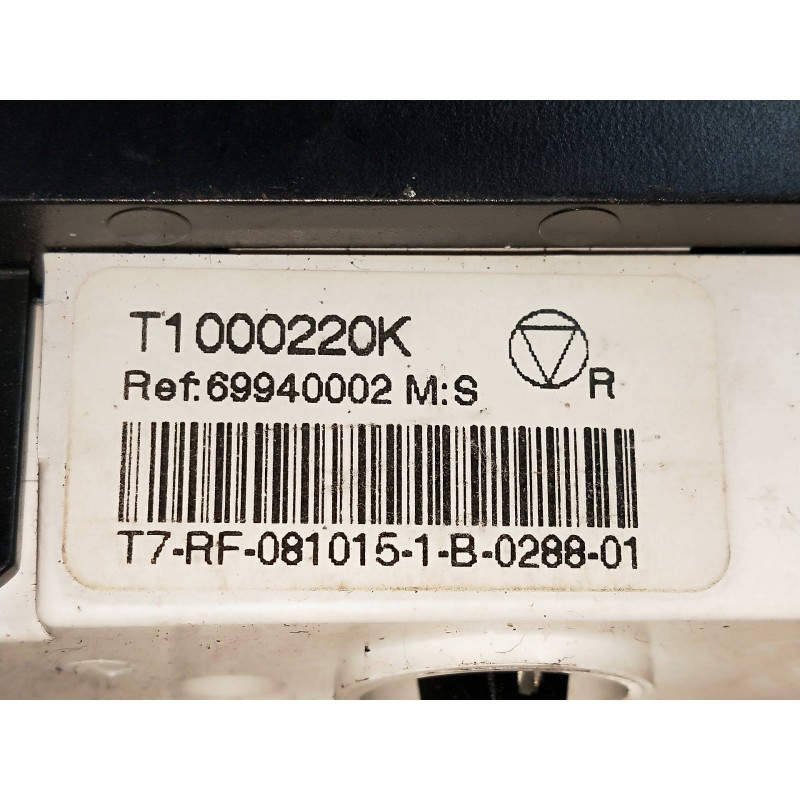 T1000220K
Ref:69940002 M:S
R
T7-RF-081015-1-B-0288-01